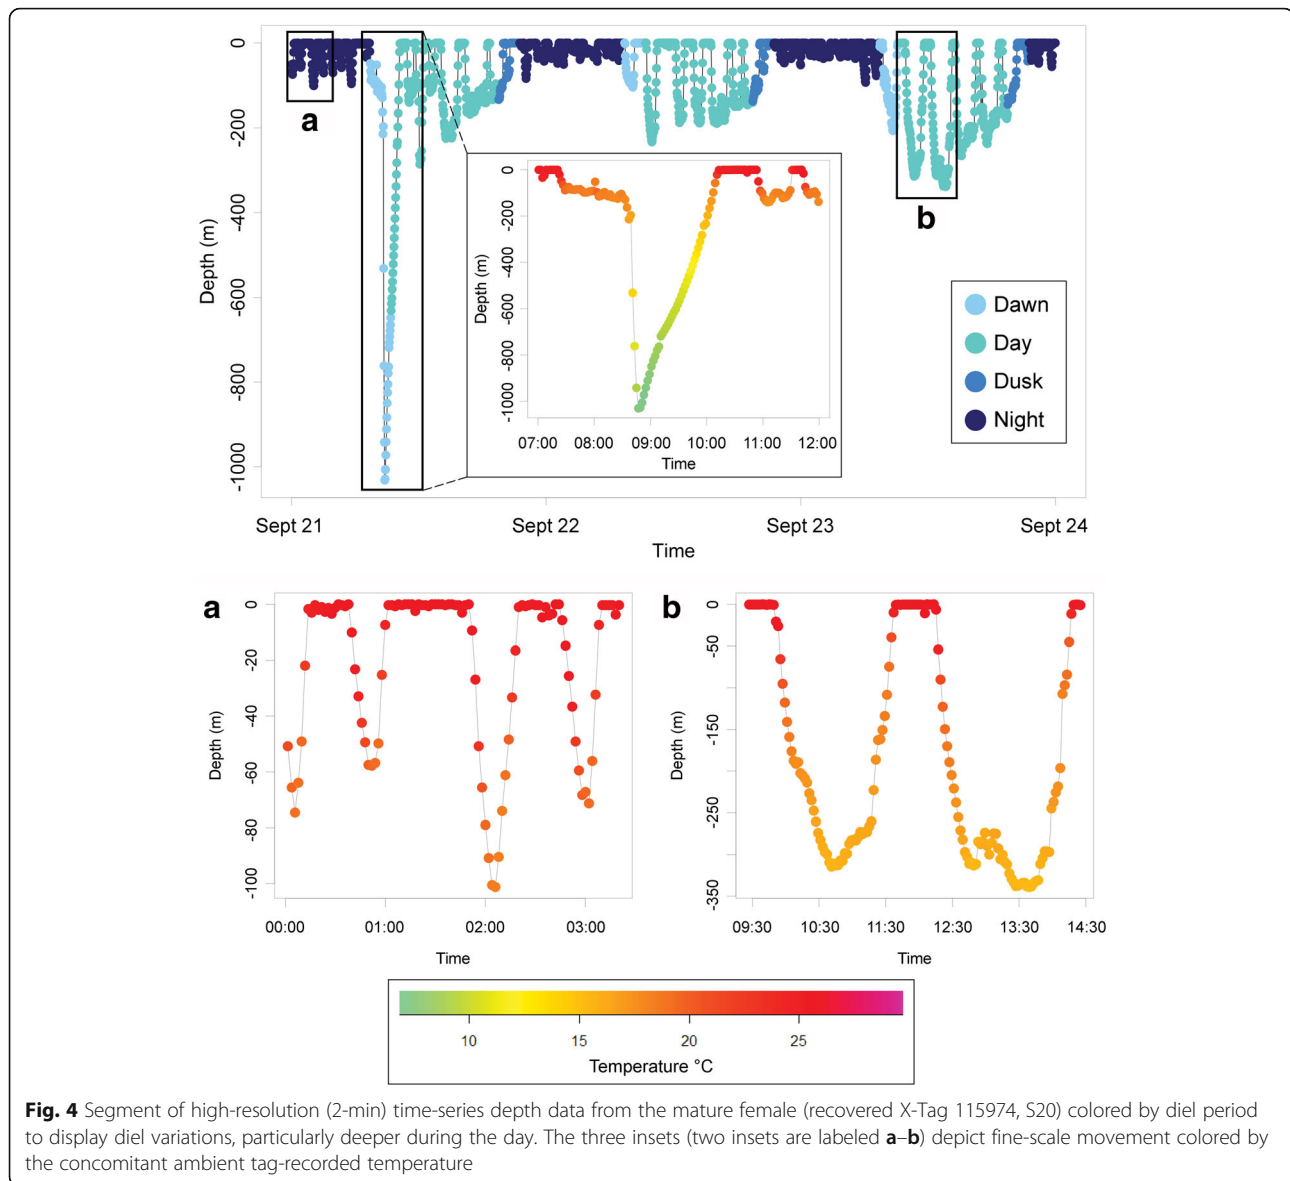 0
-200
-400
-600
-800
-1000
Depth (m)
a
b
0
-200
-400
-600
-800
-1000
Depth (m)
07:00 08:00 09:00 10:00 11:00 12:00
Time
Dawn
Day
Dusk
Night
Sept 21 Sept 22 Sept 23 Sept 24
Time
a
0
-20
-40
-60
-80
-100
Depth (m)
00:00 01:00 02:00 03:00
Time
b
0
-50
-150
-250
-350
Depth (m)
09:30 10:30 11:30 12:30 13:30 14:30
Time
10 15 20 25
Temperature °C
Fig. 4 Segment of high-resolution (2-min) time-series depth data from the mature female (recovered X-Tag 115974, S20) colored by diel period
to display diel variations, particularly deeper during the day. The three insets (two insets are labeled a–b) depict fine-scale movement colored by
the concomitant ambient tag-recorded temperature